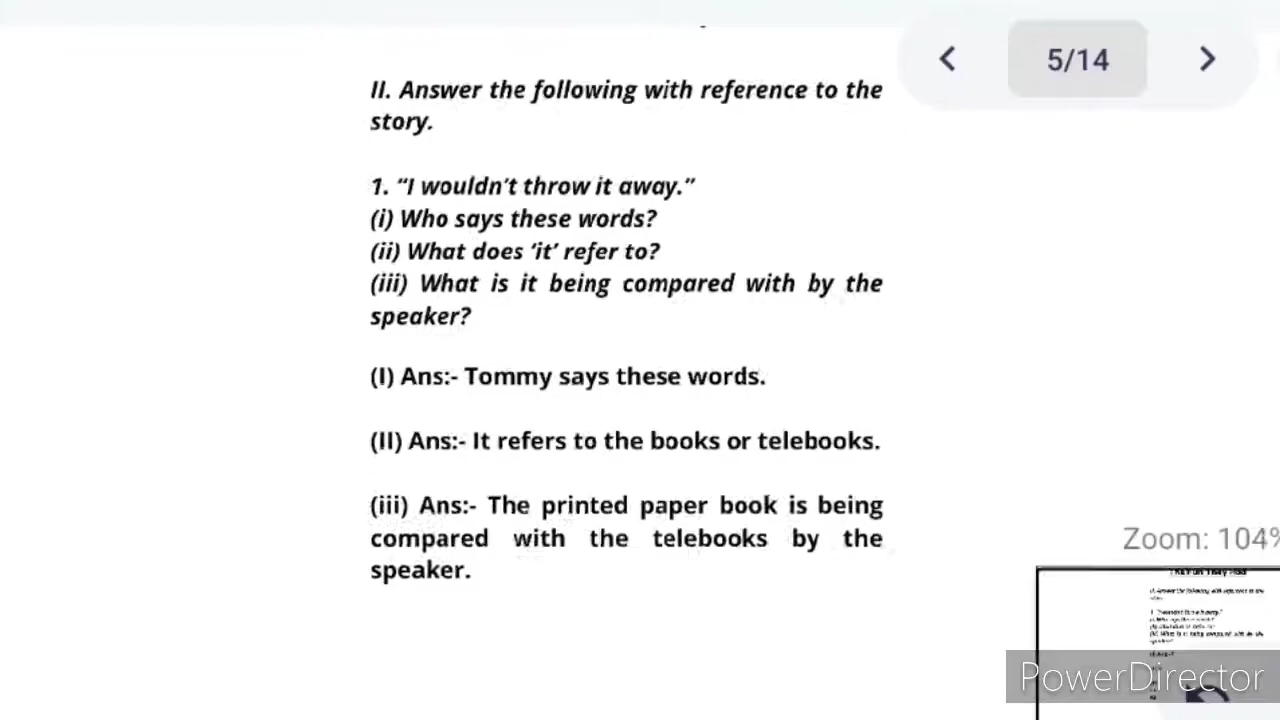 5/14
II. Answer the following with reference to the
story.
1. “I wouldn’t throw it away.”
(i) Who says these words?
(ii) What does ‘it’ refer to?
(iii) What is it being compared with by the
speaker?
(I) Ans:- Tommy says these words.
(II) Ans:- It refers to the books or telebooks.
(iii) Ans:- The printed paper book is being
compared with the telebooks by the
speaker.
Zoom: 104%
PowerDirector